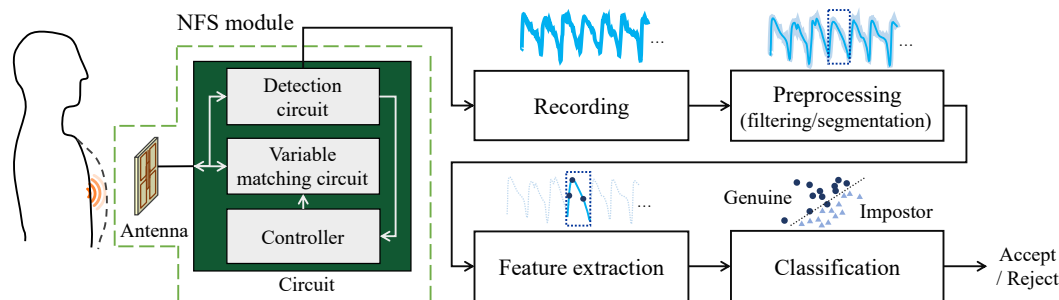 NFS module
Detection
circuit
Variable
matching circuit
Controller
Circuit
Antenna
...
Recording
...
Preprocessing
(filtering/segmentation)
...
Feature extraction
Genuine
Impostor
Classification
Accept
/ Reject